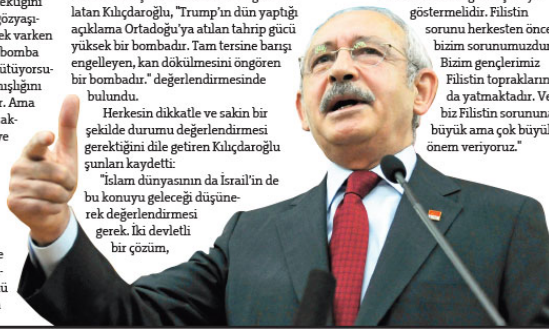 ektiğini
gözyaşı-
ek varken
bomba
ütüyorsu-
nışlığını
r. Ama
ak-
ve
e
-
ü
latan Kılıçdaroğlu, "Trump'ın dün yaptığı
açıklama Ortadoğu'ya atılan tahrip gücü
yüksek bir bombadır. Tam tersine barışı
engelleyen, kan dökülmesini öngören
bir bombadır." değerlendirmesinde
bulundu.
Herkesin dikkatle ve sakin bir
şekilde durumu değerlendirmesi
gerektiğini dile getiren Kılıçdaroğlu
şunları kaydetti:
"İslam dünyasının da İsrail'in de
bu konuyu geleceği düşüne-
rek değerlendirmesi
gerek. İki devletli
bir çözüm,
göstermelidir. Filistin
sorunu herkesten önce
bizim sorunumuzdur
Bizim gençlerimiz
Filistin toprakların
da yatmaktadır. Ve
biz Filistin sorununa
büyük ama çok büyük
önem veriyoruz."